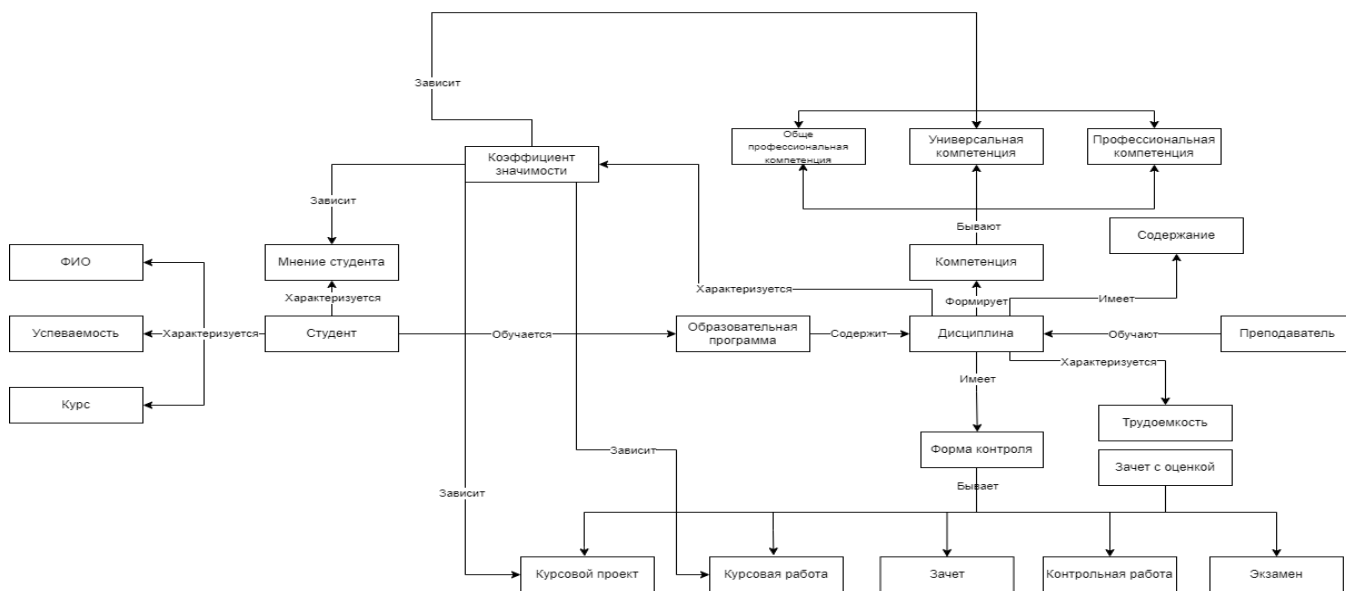 Зависит
Обще
профессиональная
компетенция
Универсальная
компетенция
Профессиональная
компетенция
Коэффициент
значимости
Зависит
Бывают
Содержание
ФИО
Мнение студента
Компетенция
Характеризуется
Характеризуется
Формирует
Имеет
Успеваемость
Характеризуется
Студент
Обучается
Образовательная
программа
Содержит
Дисциплина
Обучают
Преподаватель
Имеет
Характеризуется
Курс
Трудоемкость
Зависит
Форма контроля
Зачет с оценкой
Зависит
Бывает
Курсовой проект
Курсовая работа
Зачет
Контрольная работа
Экзамен